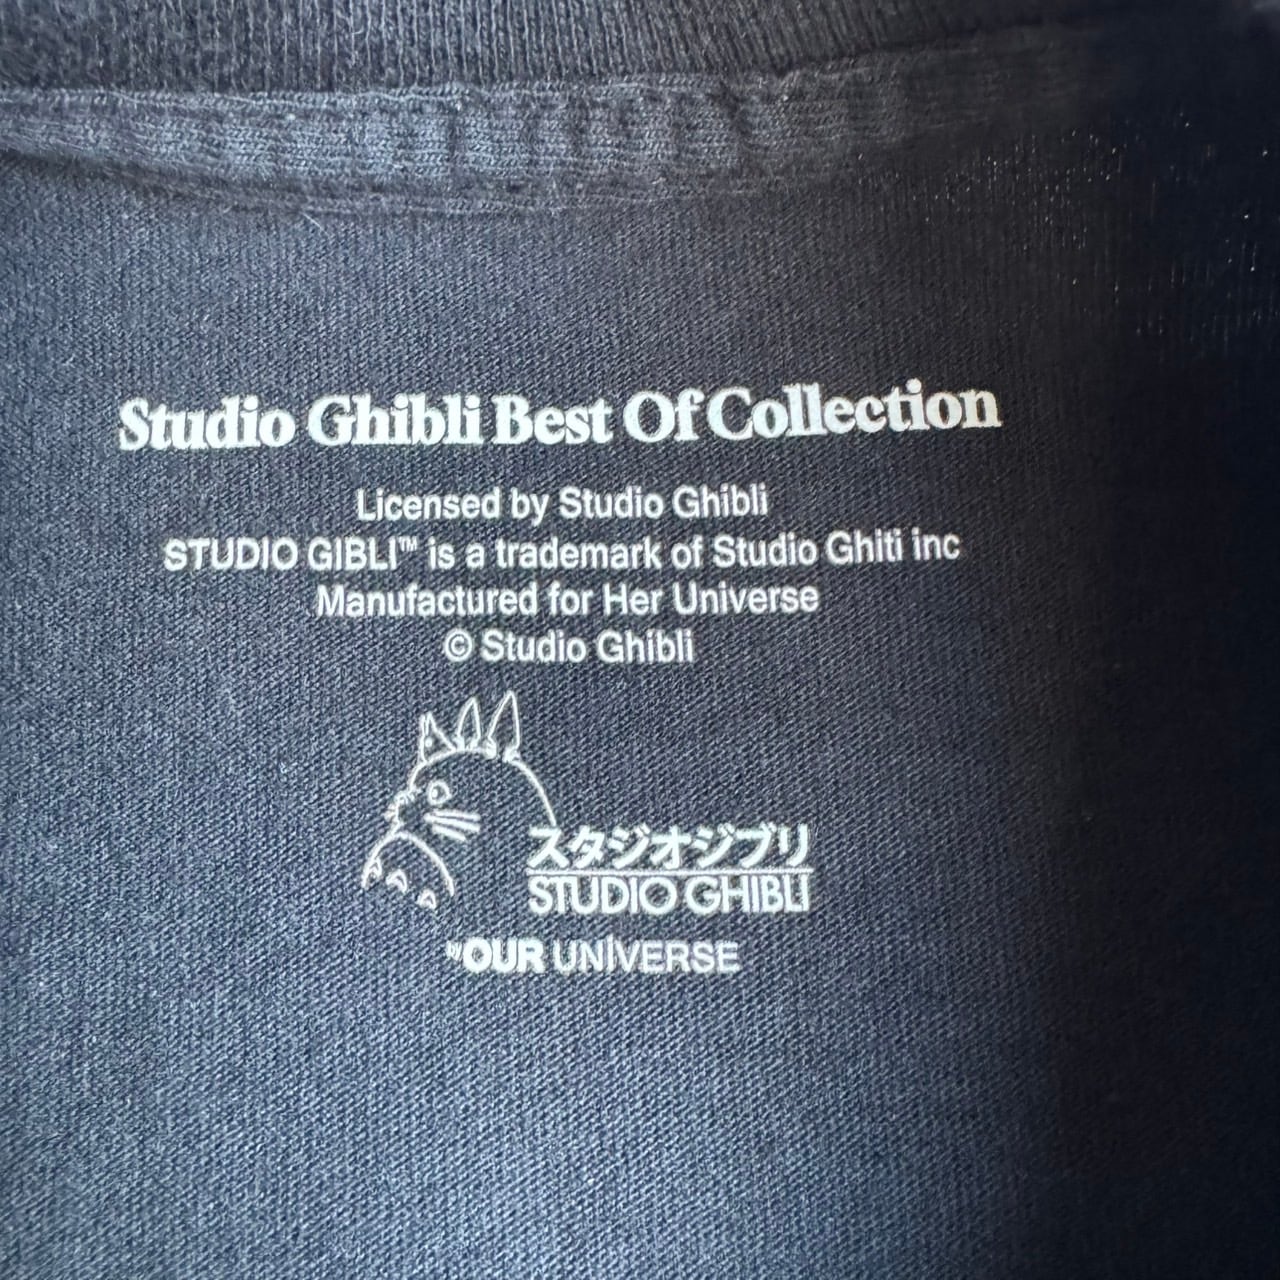 Studio Ghibli Best Of Collection
Licensed by Studio Ghibli
STUDIO GIBLI™ is a trademark of Studio Ghiti inc
Manufactured for Her Universe
© Studio Ghibli
スタジオジブリ
STUDIO GHIBLI
by OUR UNIVERSE